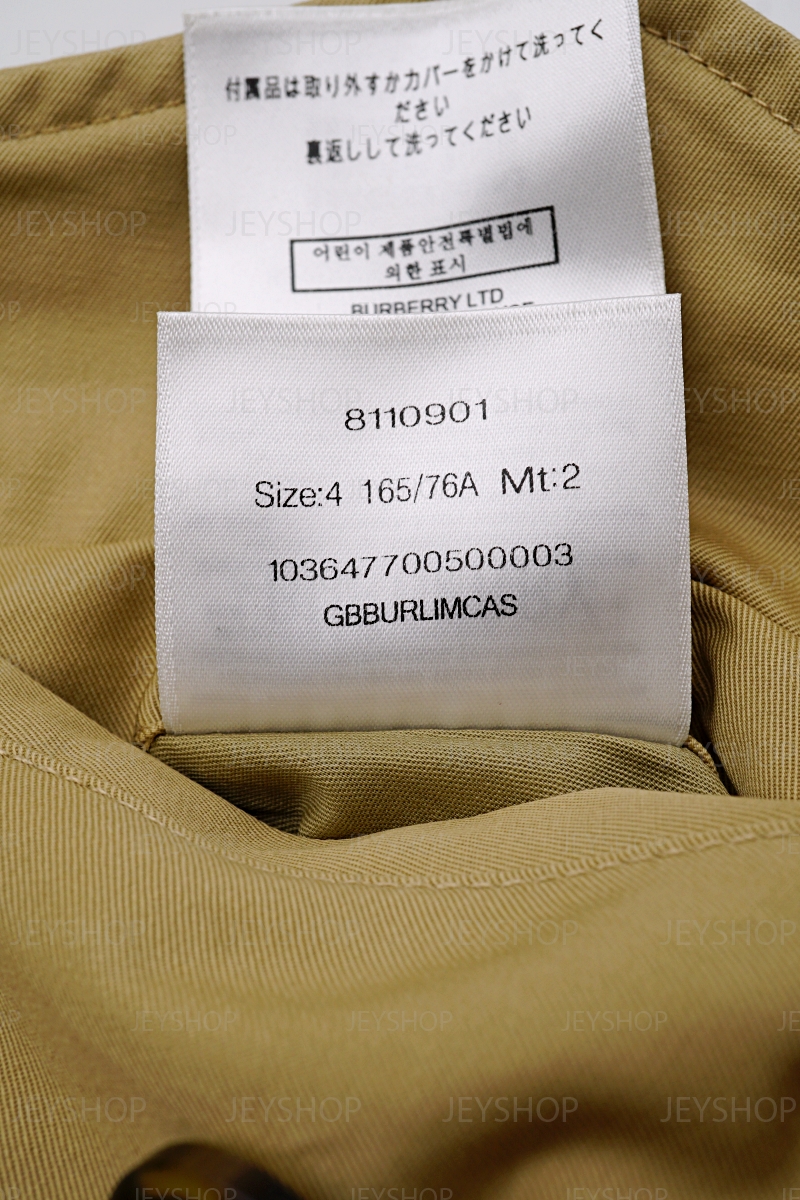 付属品は取り外すかカバーをかけて洗ってく
ださい
裏返しして洗ってください
어린이 제품안전특별법에
의한 표시
BURBERRY LTD
8110901
Size:4 165/76A Mt:2
103647700500003
GBBURLIMCAS
JEYSHOP